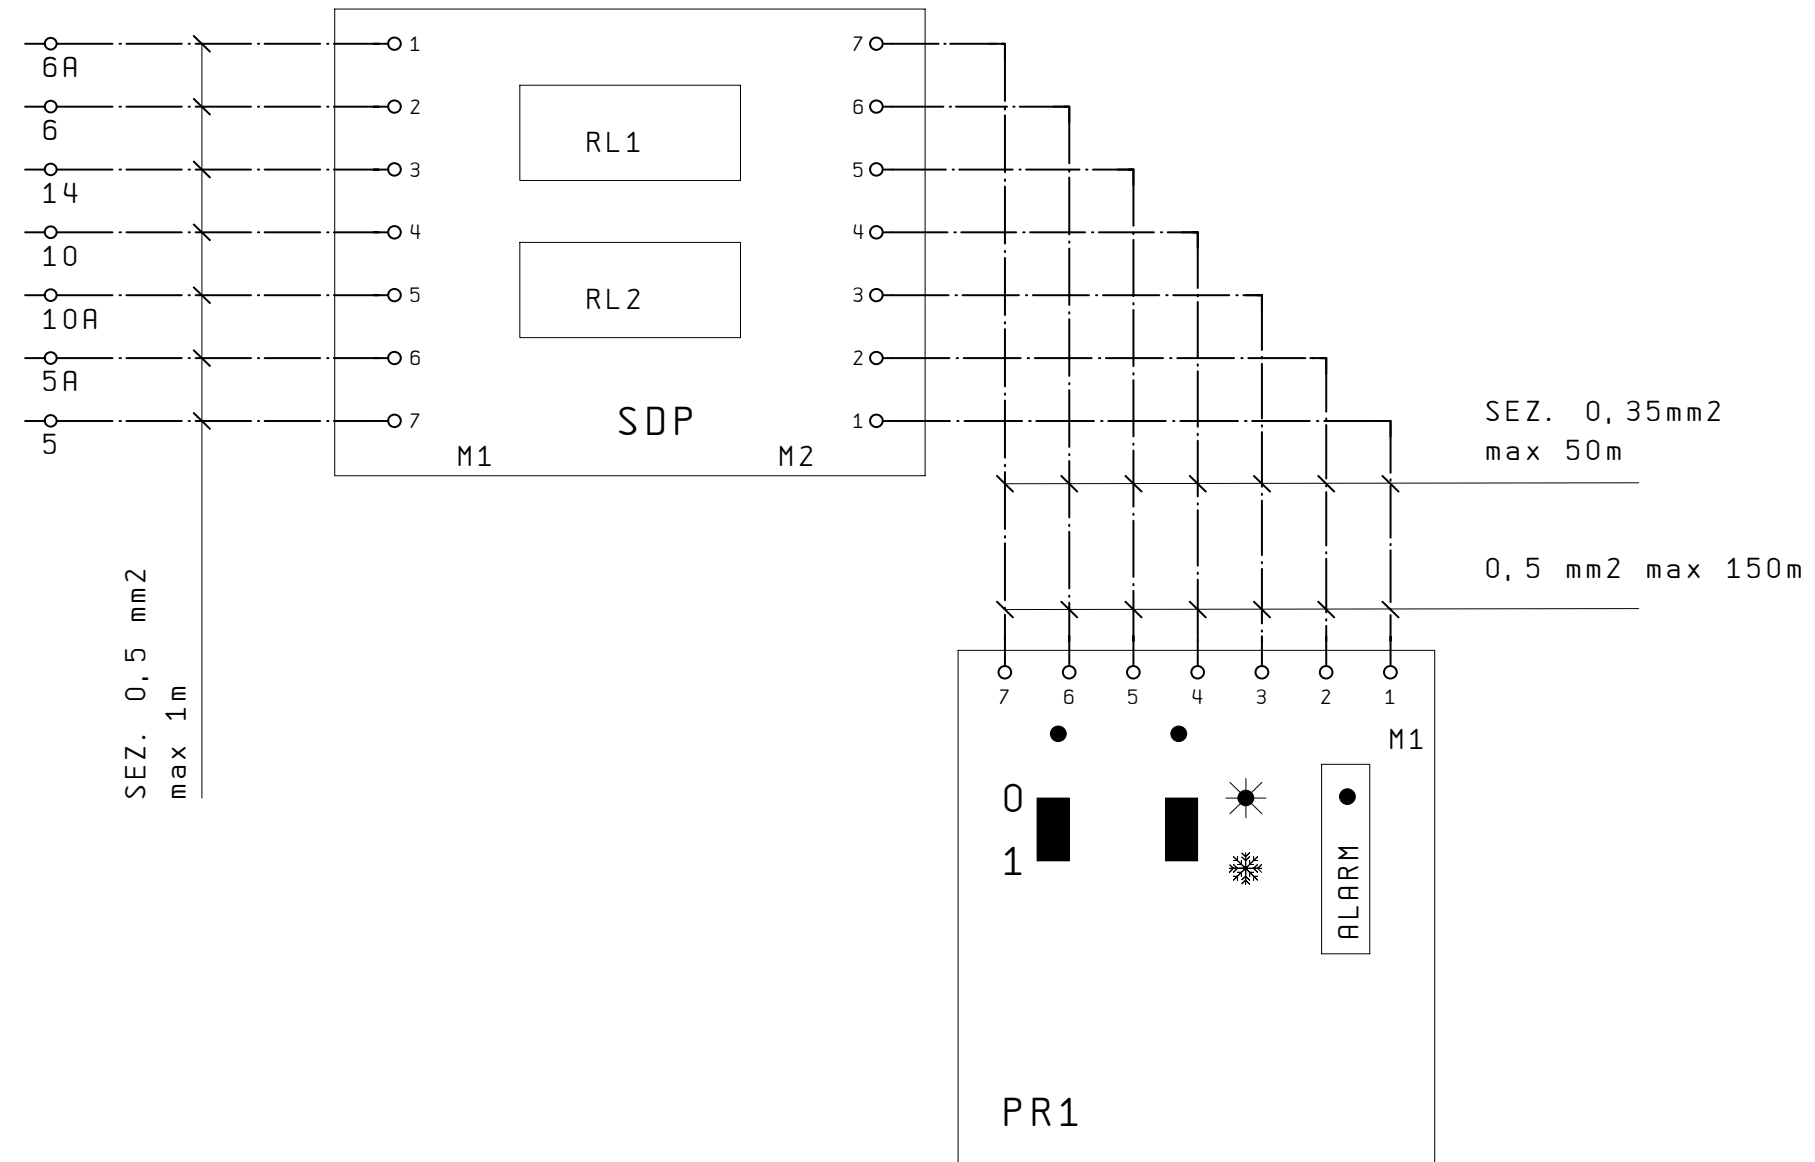 1
7
6A
2
6
6
RL1
3
5
14
4
4
10
5
3
RL2
10A
6
2
5A
7
1
5
SDP
M1
M2
SEZ. 0,35mm2
max 50m
0,5 mm2 max 150m
SEZ. 0,5 mm2
max 1m
7 6 5 4 3 2 1
M1
0
1
ALARM
PR1